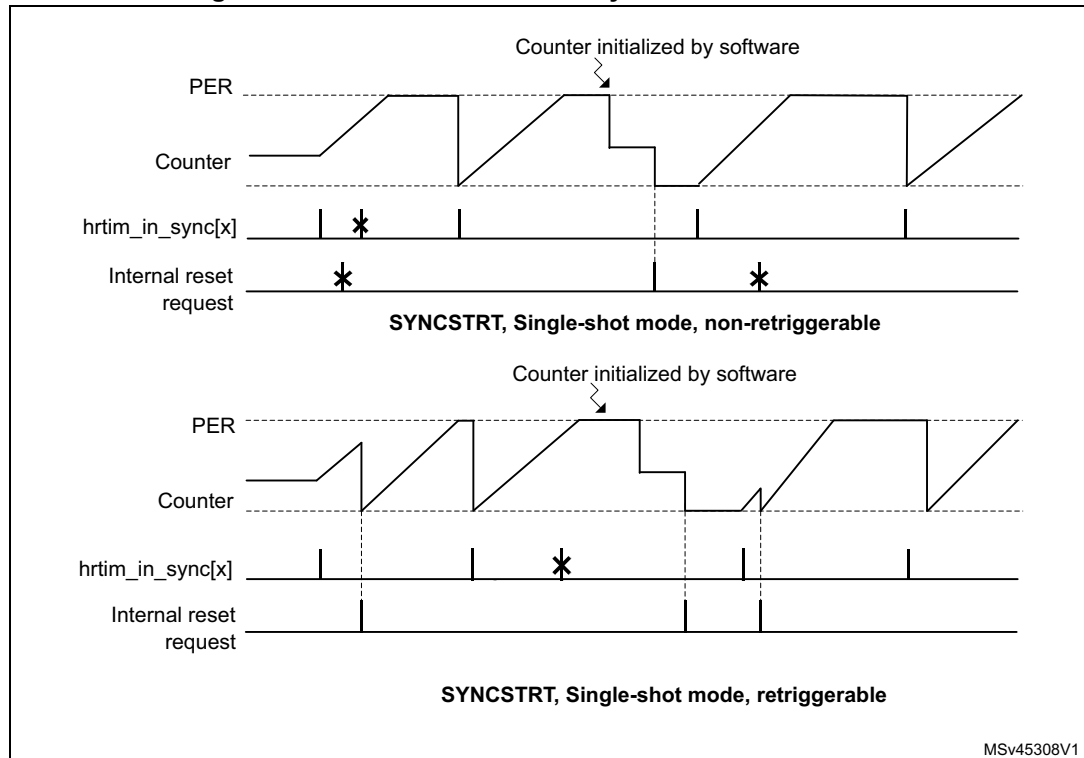 Counter initialized by software
PER
Counter
hrtim_in_sync[x]
Internal reset
request
SYNCSTRT, Single-shot mode, non-retriggerable
Counter initialized by software
PER
Counter
hrtim_in_sync[x]
Internal reset
request
SYNCSTRT, Single-shot mode, retriggerable
MSv45308V1